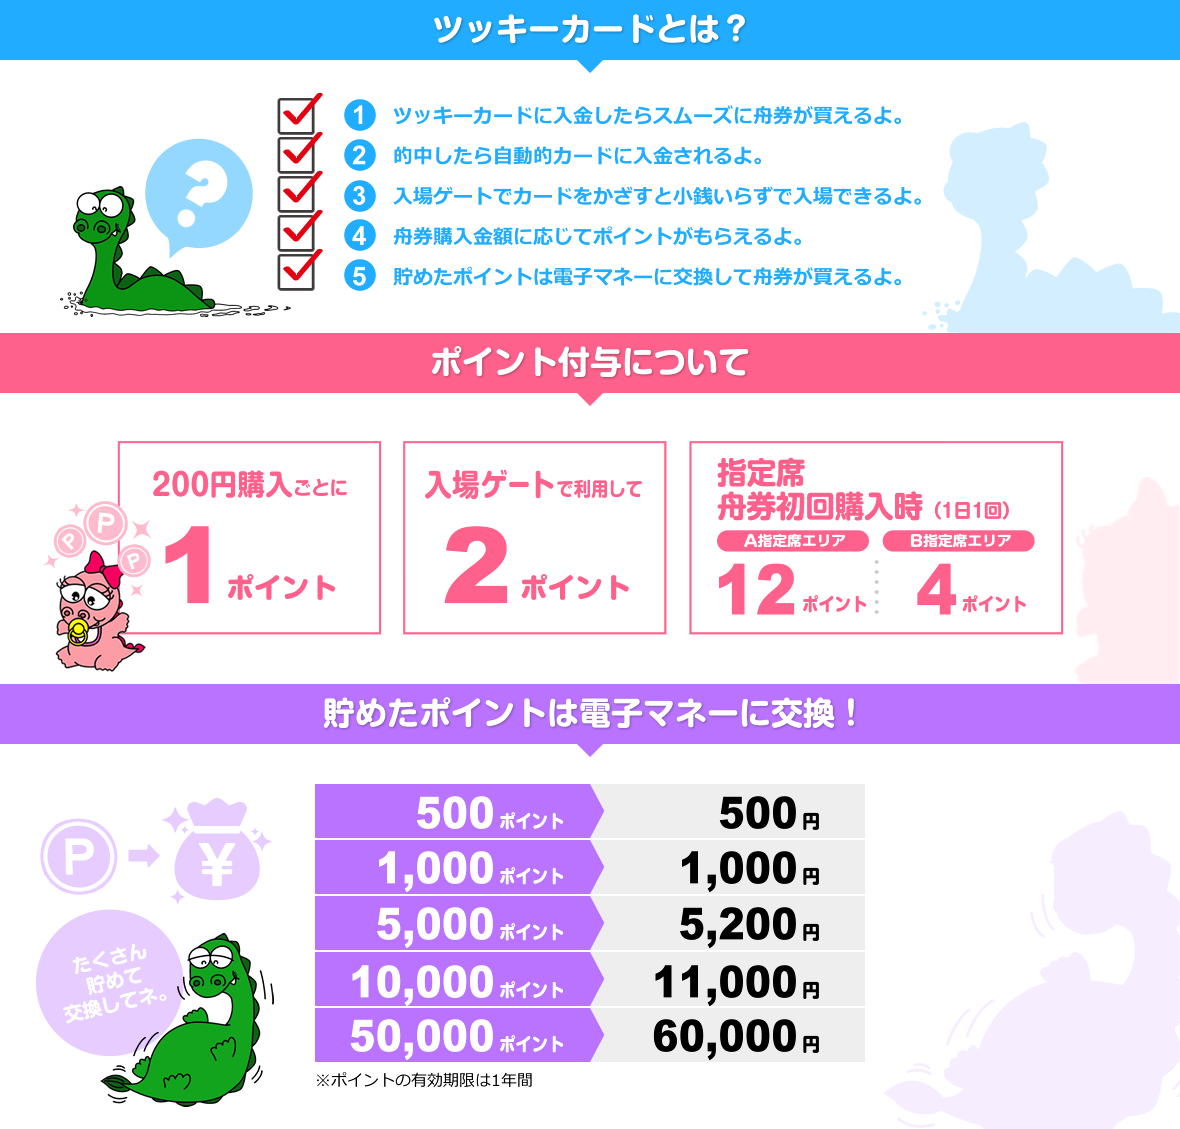 ツッキーカードとは？
?
1 ツッキーカードに入金したらスムーズに舟券が買えるよ。
2 的中したら自動的カードに入金されるよ。
3 入場ゲートでカードをかざすと小銭いらずで入場できるよ。
4 舟券購入金額に応じてポイントがもらえるよ。
5 貯めたポイントは電子マネーに交換して舟券が買えるよ。
ポイント付与について
200円購入ごとに
1 ポイント
入場ゲートで利用して
2 ポイント
指定席
舟券初回購入時（1日1回）
A指定席エリア
12 ポイント
B指定席エリア
4 ポイント
P
P
P
貯めたポイントは電子マネーに交換！
P
¥
たくさん
貯めて
交換してネ。
500 ポイント 500 円
1,000 ポイント 1,000 円
5,000 ポイント 5,200 円
10,000 ポイント 11,000 円
50,000 ポイント 60,000 円
※ポイントの有効期限は1年間